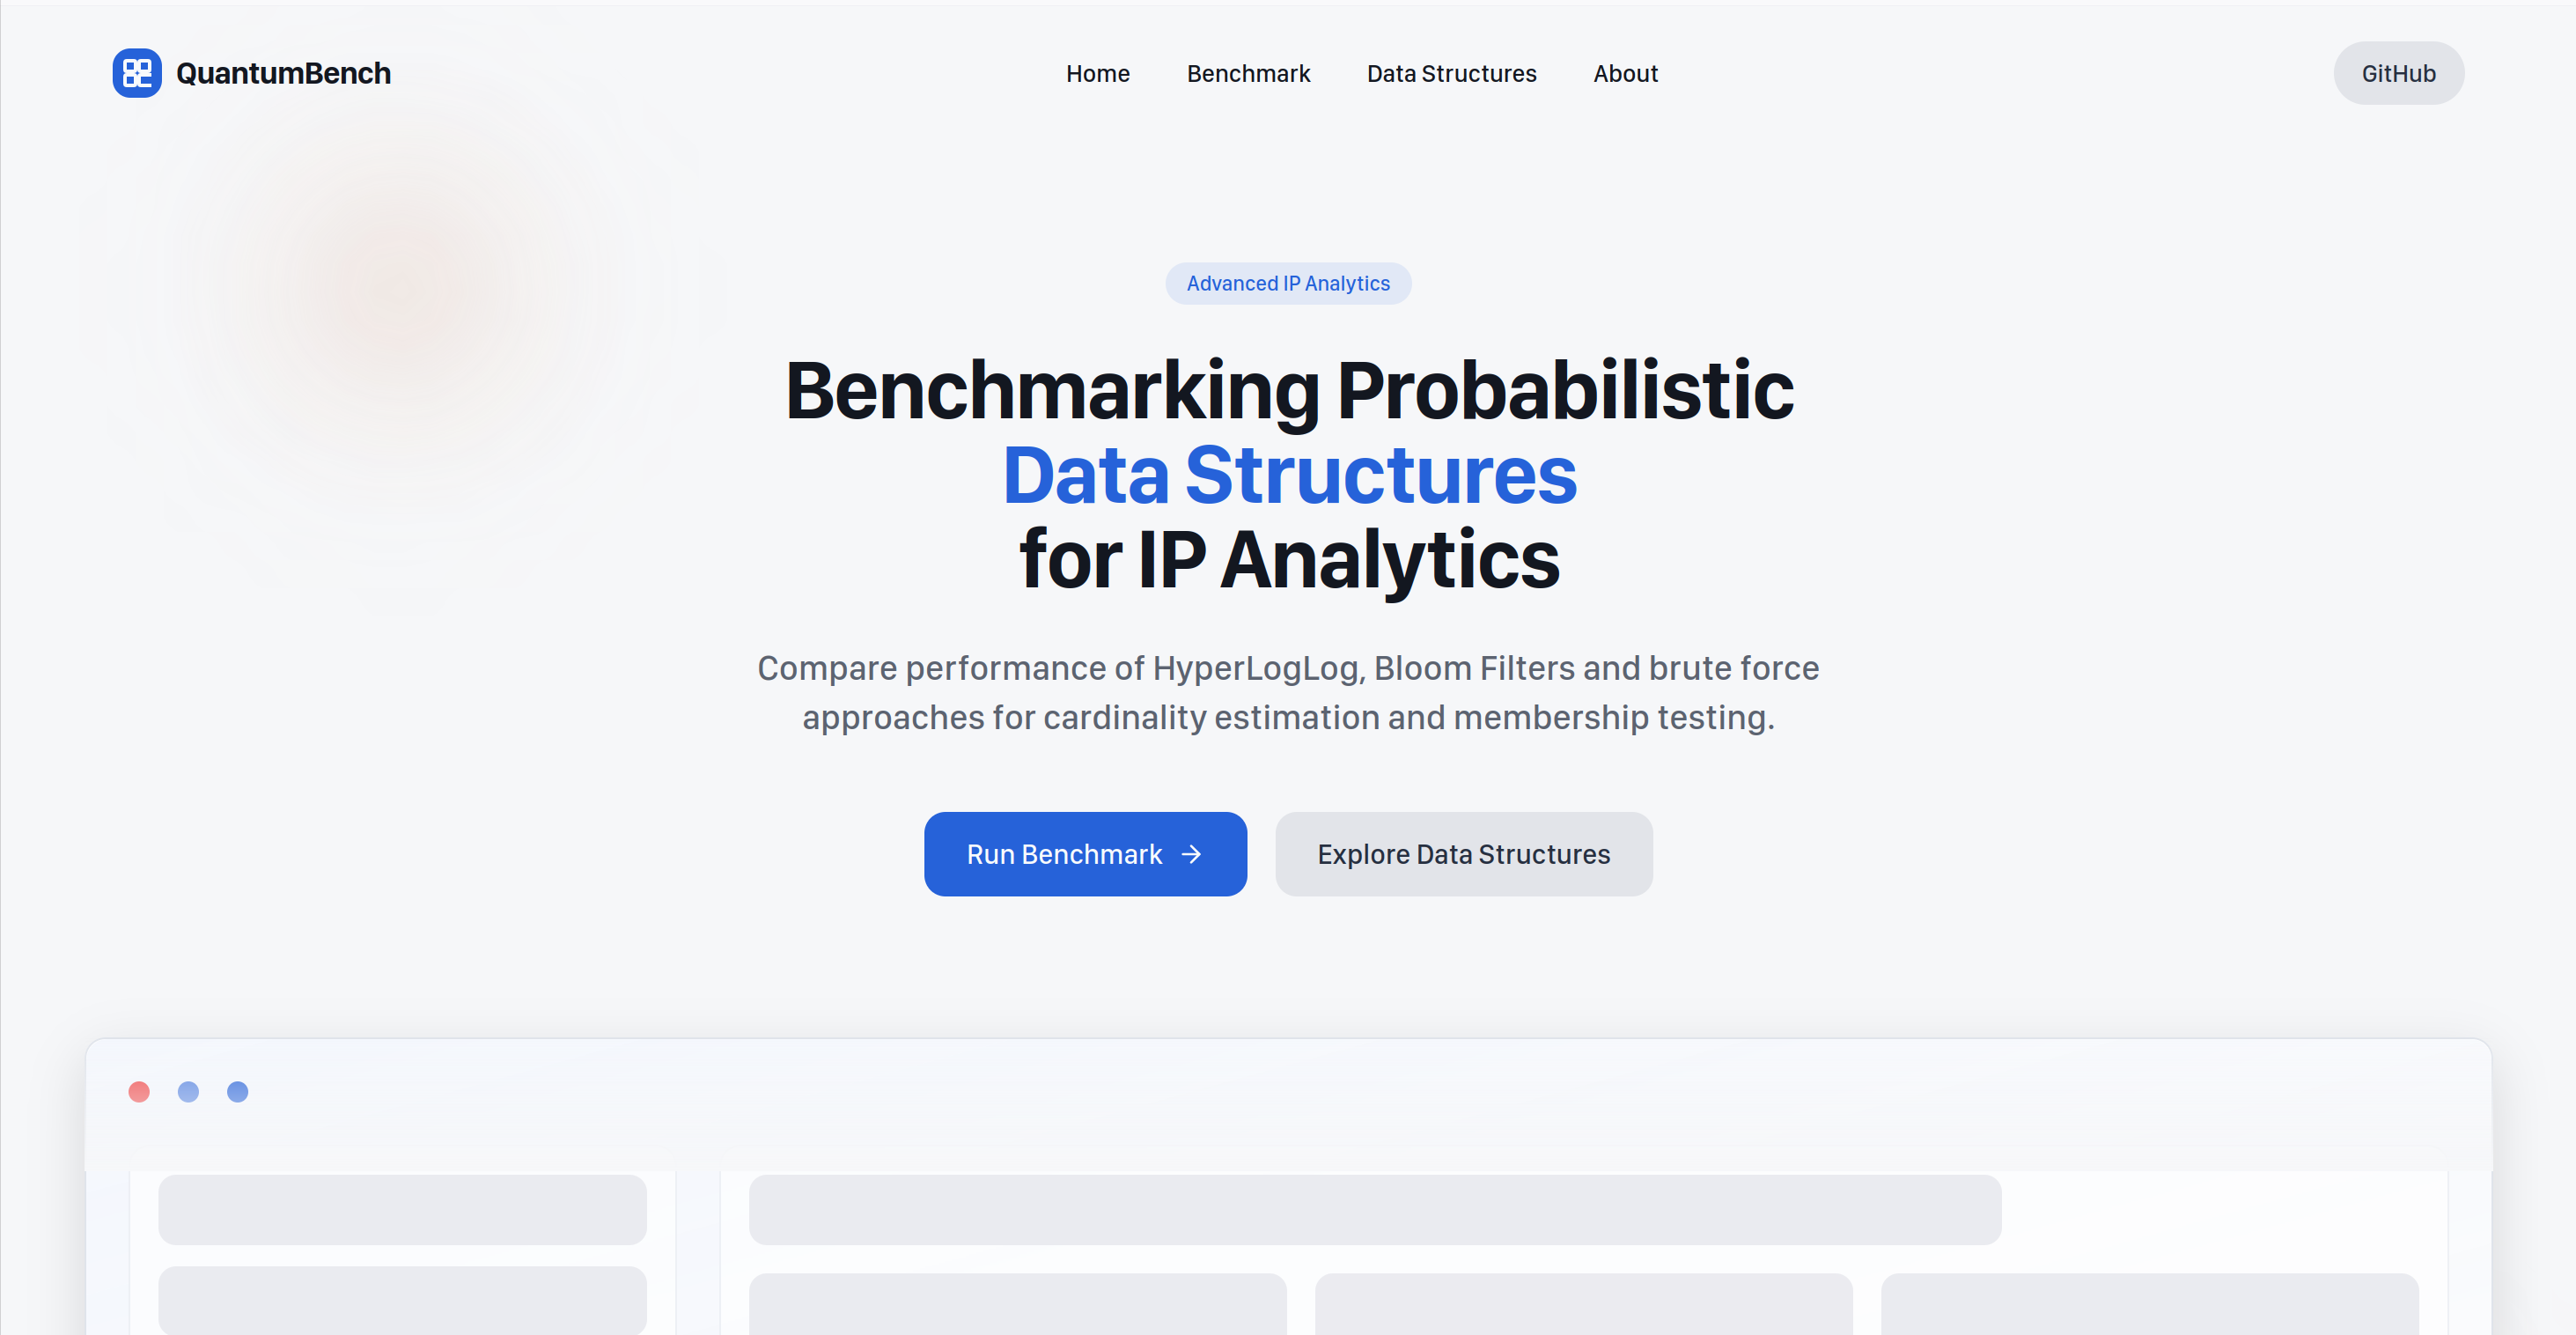 QuantumBench
Home
Benchmark
Data Structures
About
GitHub
Advanced IP Analytics
Benchmarking Probabilistic
Data Structures
for IP Analytics
Compare performance of HyperLogLog, Bloom Filters and brute force
approaches for cardinality estimation and membership testing.
Run Benchmark →
Explore Data Structures